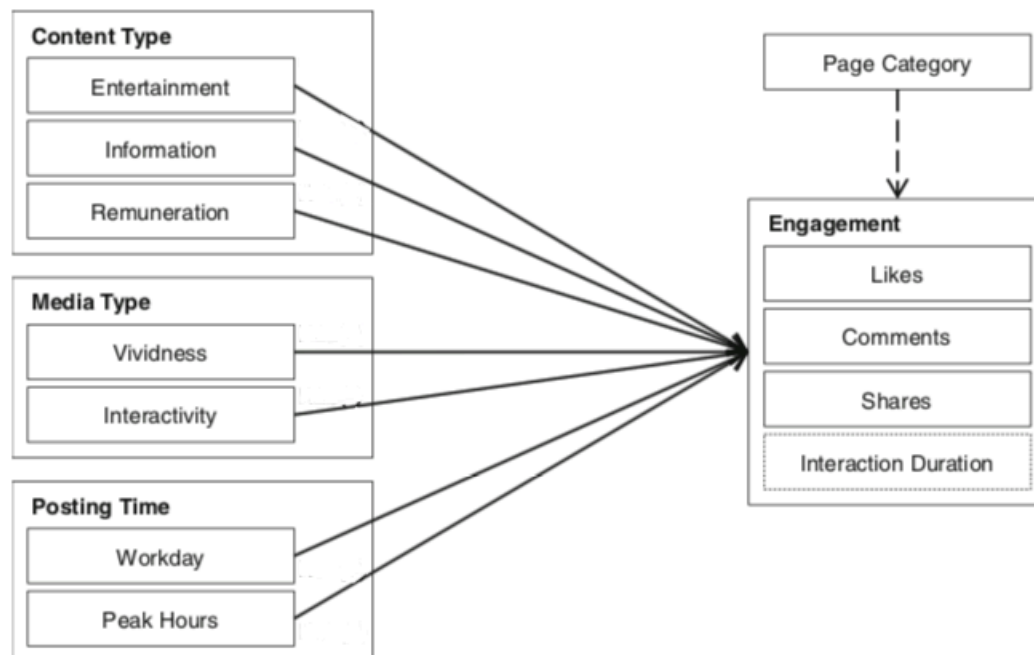 Content Type
Entertainment
Information
Remuneration
Media Type
Vividness
Interactivity
Posting Time
Workday
Peak Hours
Page Category
Engagement
Likes
Comments
Shares
Interaction Duration